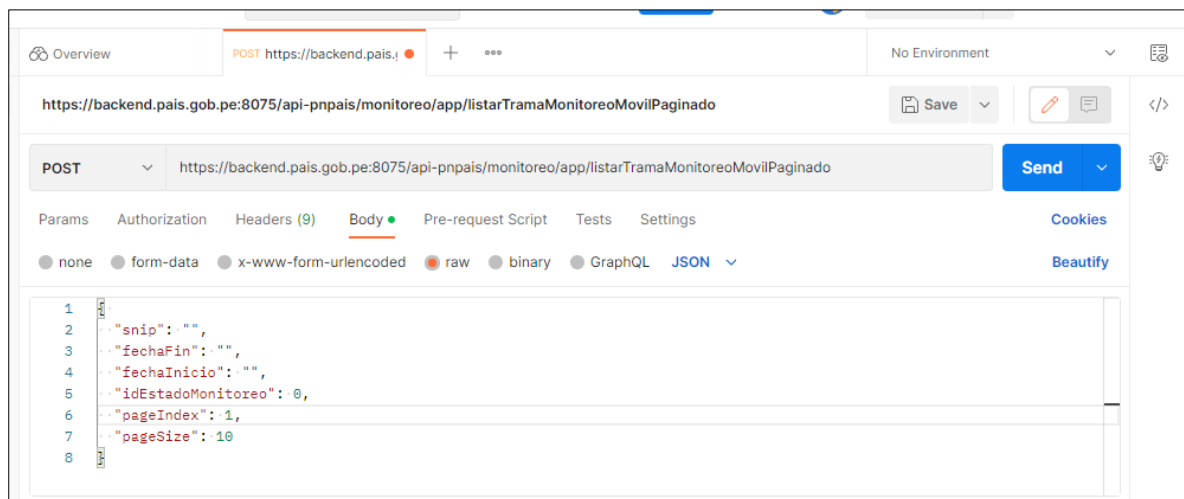 Overview
POST https://backend.pais.g
No Environment
https://backend.pais.gob.pe:8075/api-pnpais/monitoreo/app/listarTramaMonitoreoMovilPaginado
Save
POST
https://backend.pais.gob.pe:8075/api-pnpais/monitoreo/app/listarTramaMonitoreoMovilPaginado
Send
Params Authorization Headers (9) Body Pre-request Script Tests Settings Cookies
none form-data x-www-form-urlencoded raw binary GraphQL JSON Beautify
1 {
2 "snip": "",
3 "fechaFin": "",
4 "fechaInicio": "",
5 "idEstadoMonitoreo": 0,
6 "pageIndex": 1,
7 "pageSize": 10
8 }